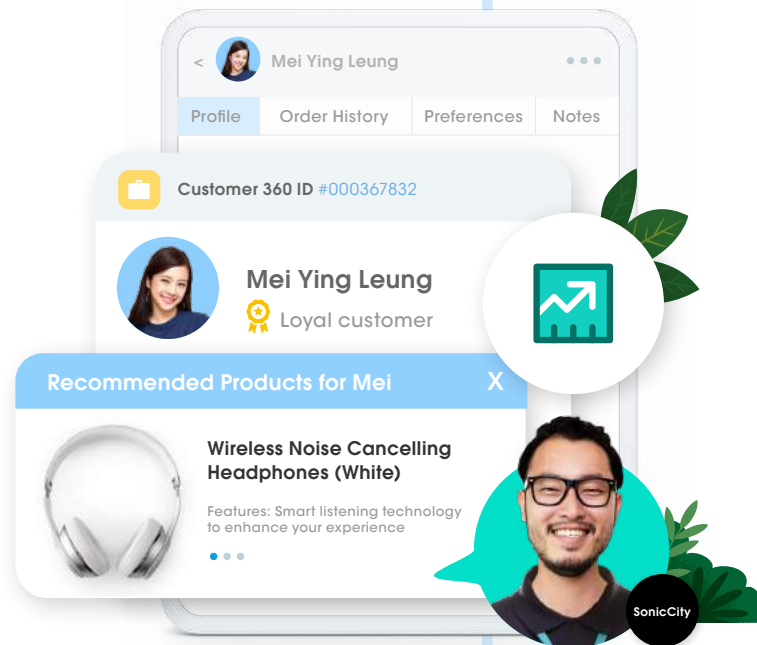 < Mei Ying Leung
Profile Order History Preferences Notes
Customer 360 ID #000367832
Mei Ying Leung
Loyal customer
Recommended Products for Mei X
Wireless Noise Cancelling
Headphones (White)
Features: Smart listening technology
to enhance your experience
SonicCity